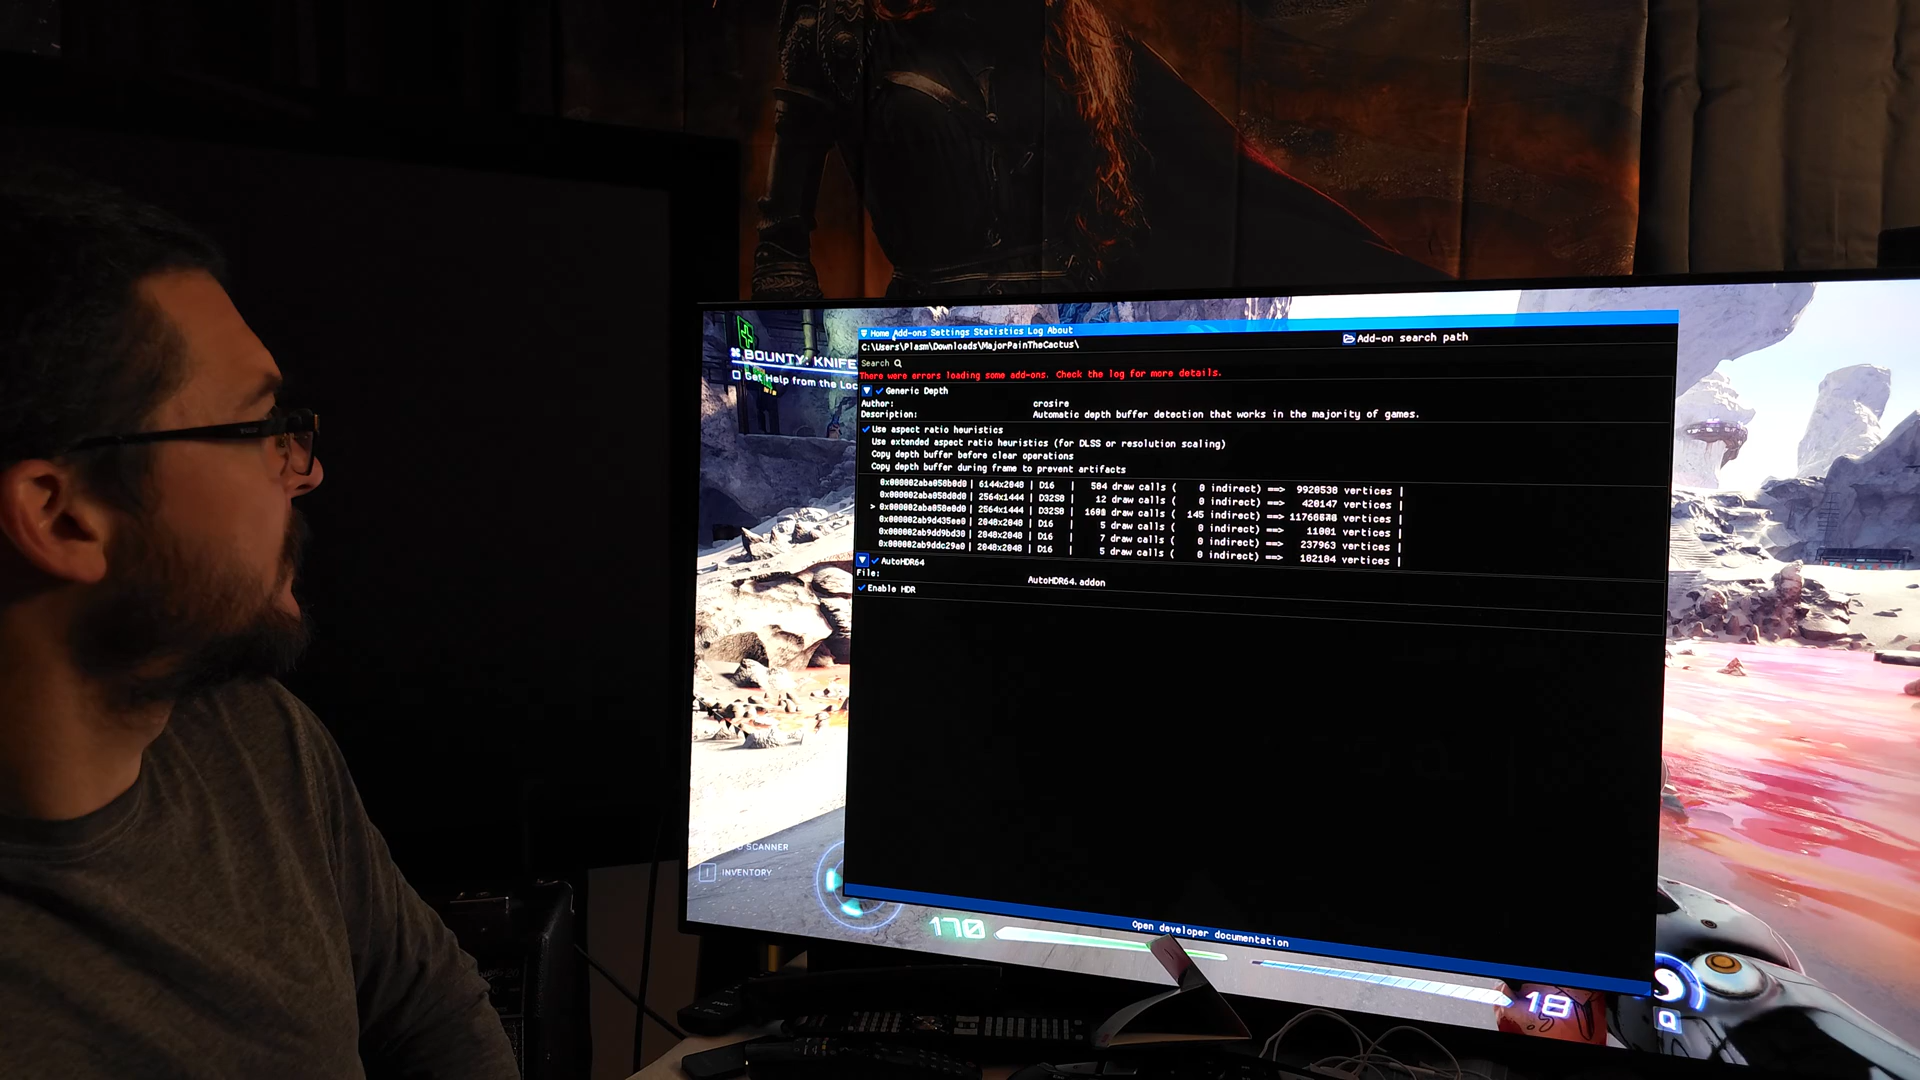 Home Add-ons Settings Statistics Log About
C:\Users\Plasm\Downloads\MajorPainTheCactus\
Add-on search path
Search
There were errors loading some add-ons. Check the log for more details.
Generic Depth
Author: crosire
Description: Automatic depth buffer detection that works in the majority of games.
Use aspect ratio heuristics
Use extended aspect ratio heuristics (for DLSS or resolution scaling)
Copy depth buffer before clear operations
Copy depth buffer during frame to prevent artifacts
| 6144x2048 | D16 | 504 draw calls ( 0 indirect) ==> 9920538 vertices |
| 2564x1444 | D32S8 | 12 draw calls ( 0 indirect) ==> 420147 vertices |
> | 2564x1444 | D32S8 | draw calls ( 145 indirect) ==> vertices |
| 2048x2048 | D16 | 5 draw calls ( 0 indirect) ==> 11001 vertices |
| 2048x2048 | D16 | 7 draw calls ( 0 indirect) ==> 237963 vertices |
| 2048x2048 | D16 | 5 draw calls ( 0 indirect) ==> 182184 vertices |
AutoHDR64
File: AutoHDR64.addon
Enable HDR
Open developer documentation
BOUNTY: KNIFE
Get Help from the Loc
SCANNER
I INVENTORY
170
18
Q